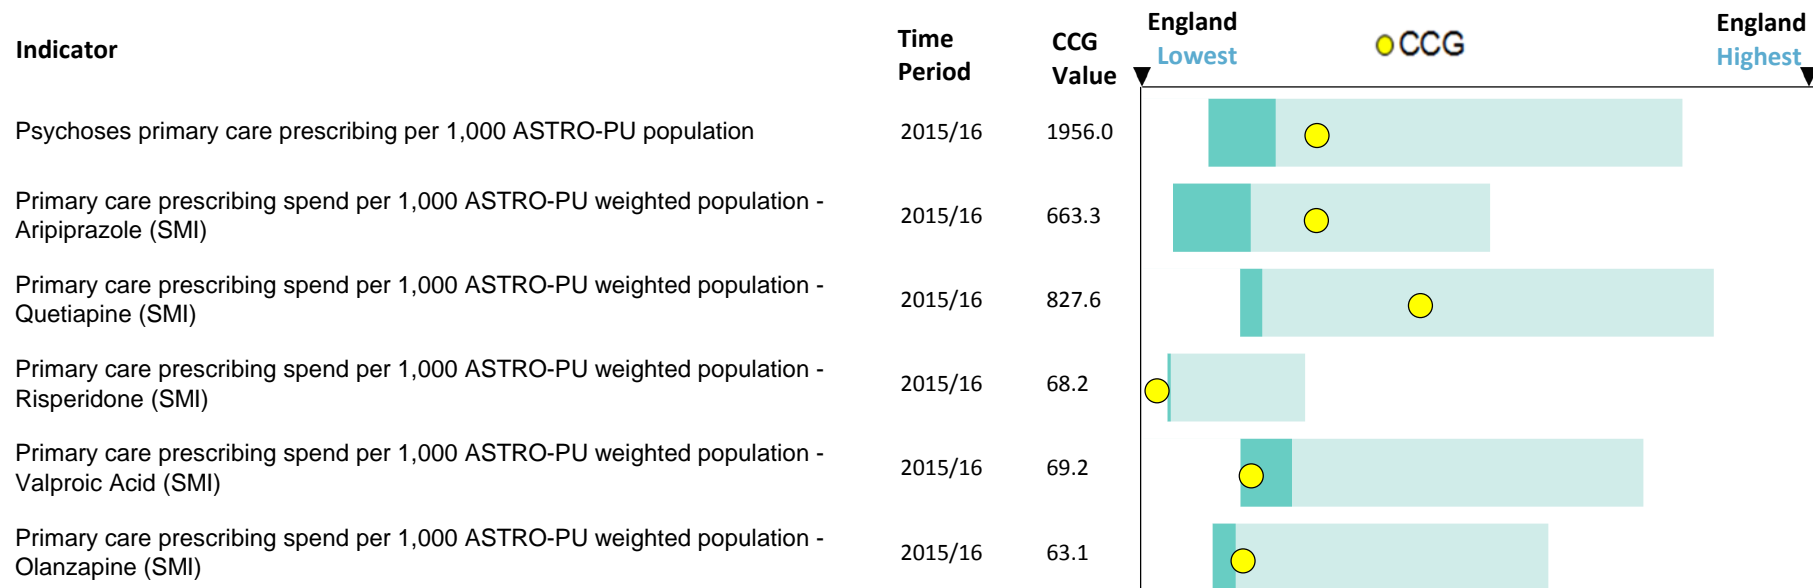 Indicator
Time
Period
CCG
Value
England
Lowest
CCG
England
Highest
Psychoses primary care prescribing per 1,000 ASTRO-PU population
2015/16
1956.0
Primary care prescribing spend per 1,000 ASTRO-PU weighted population -
Aripiprazole (SMI)
2015/16
663.3
Primary care prescribing spend per 1,000 ASTRO-PU weighted population -
Quetiapine (SMI)
2015/16
827.6
Primary care prescribing spend per 1,000 ASTRO-PU weighted population -
Risperidone (SMI)
2015/16
68.2
Primary care prescribing spend per 1,000 ASTRO-PU weighted population -
Valproic Acid (SMI)
2015/16
69.2
Primary care prescribing spend per 1,000 ASTRO-PU weighted population -
Olanzapine (SMI)
2015/16
63.1